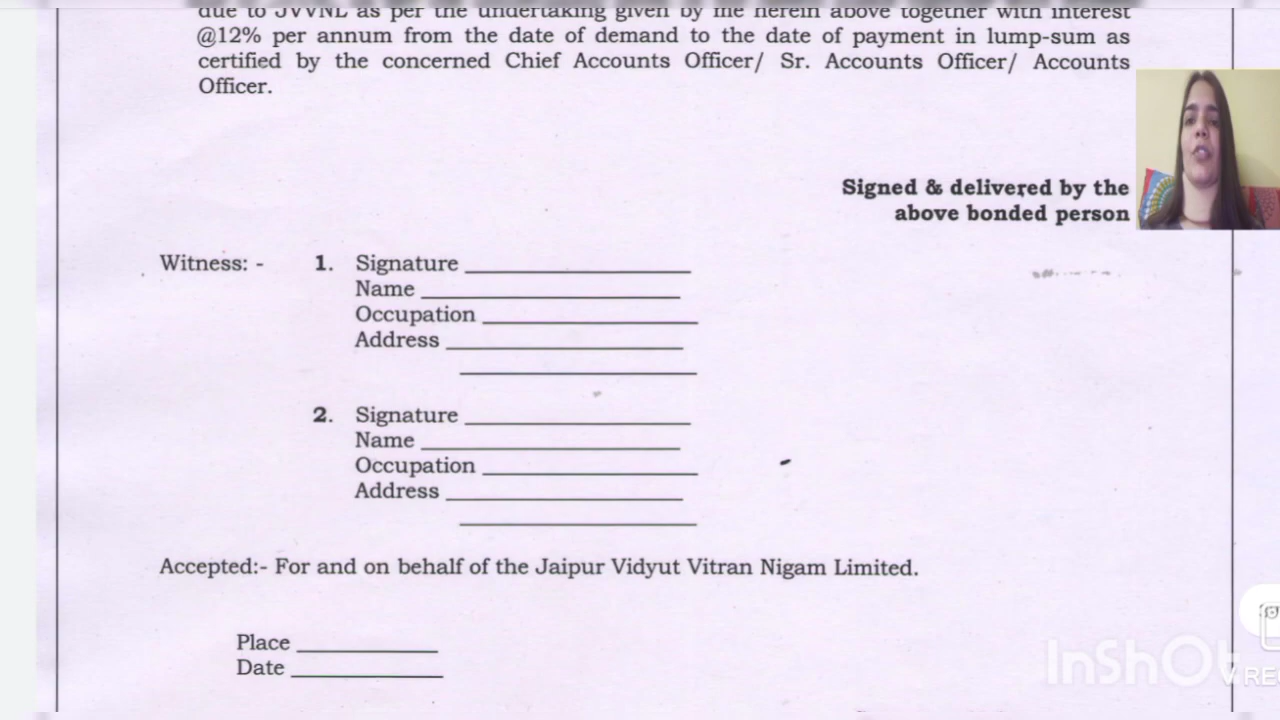 due to JVVNL as per the undertaking given by me herein above together with interest
@12% per annum from the date of demand to the date of payment in lump-sum as
certified by the concerned Chief Accounts Officer/ Sr. Accounts Officer/ Accounts
Officer.
Signed & delivered by the
above bonded person
Witness: - 1. Signature
Name
Occupation
Address
2. Signature
Name
Occupation
Address
Accepted:- For and on behalf of the Jaipur Vidyut Vitran Nigam Limited.
Place
Date
InShOt
V REC